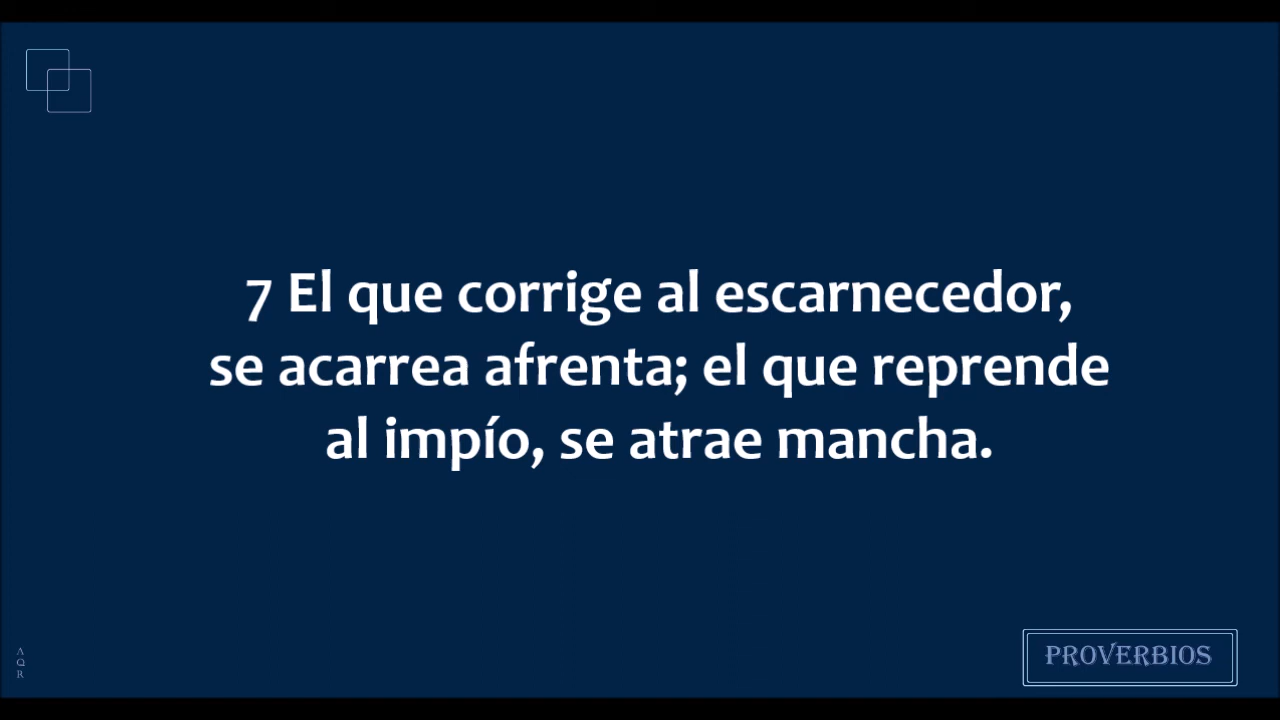 7 El que corrige al escarnecedor,
se acarrea afrenta; el que reprende
al impío, se atrae mancha.
Λ
Q
R
PROVERBIOS